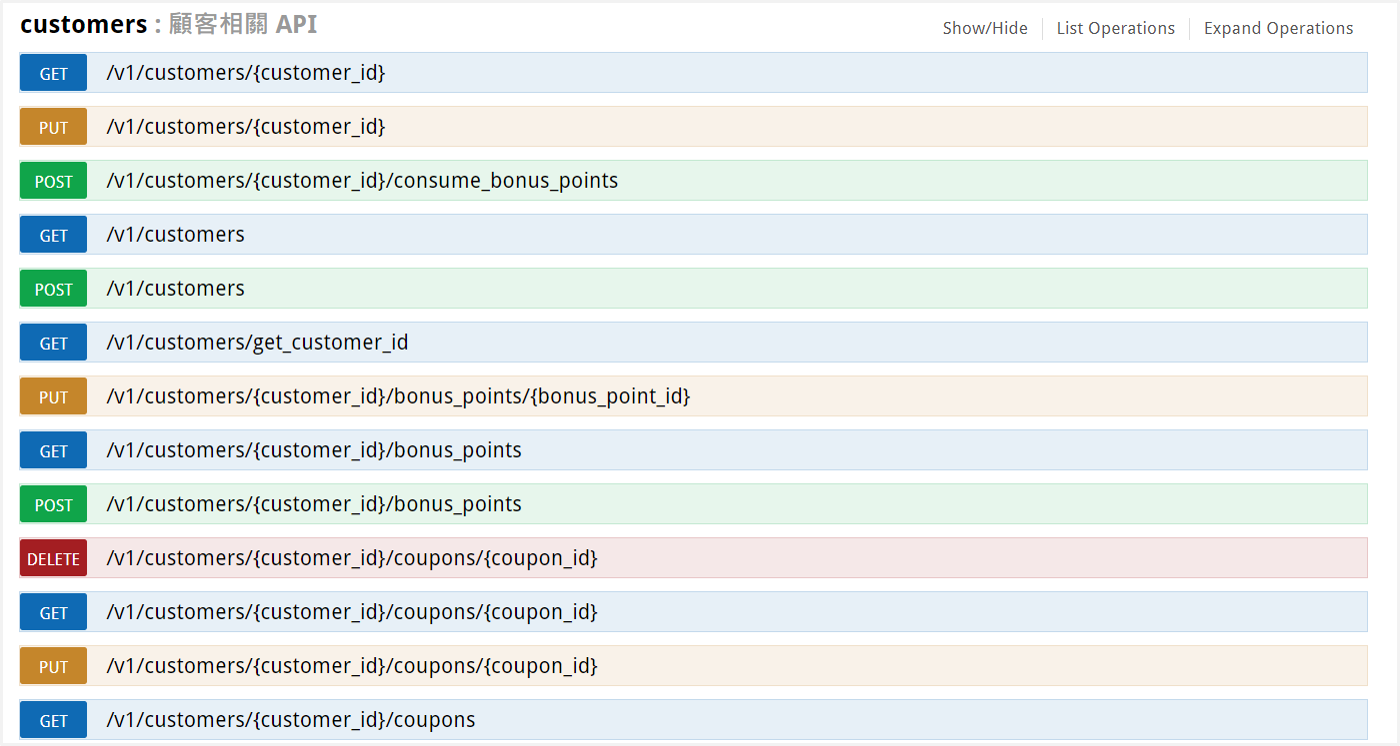 customers : 顧客相關 API
Show/Hide List Operations Expand Operations
GET /v1/customers/{customer_id}
PUT /v1/customers/{customer_id}
POST /v1/customers/{customer_id}/consume_bonus_points
GET /v1/customers
POST /v1/customers
GET /v1/customers/get_customer_id
PUT /v1/customers/{customer_id}/bonus_points/{bonus_point_id}
GET /v1/customers/{customer_id}/bonus_points
POST /v1/customers/{customer_id}/bonus_points
DELETE /v1/customers/{customer_id}/coupons/{coupon_id}
GET /v1/customers/{customer_id}/coupons/{coupon_id}
PUT /v1/customers/{customer_id}/coupons/{coupon_id}
GET /v1/customers/{customer_id}/coupons